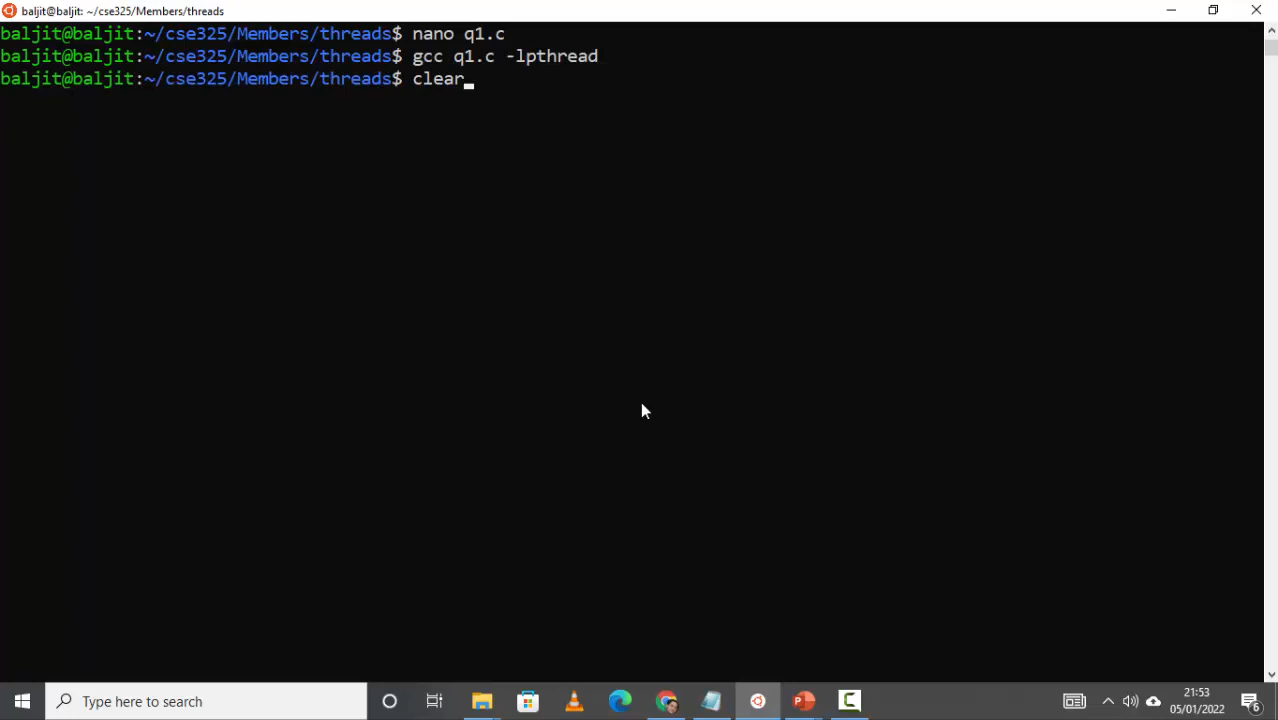 baljit@baljit: ~/cse325/Members/threads
baljit@baljit:~/cse325/Members/threads$ nano q1.c
baljit@baljit:~/cse325/Members/threads$ gcc q1.c -lpthread
baljit@baljit:~/cse325/Members/threads$ clear
Type here to search
21:53
05/01/2022
6